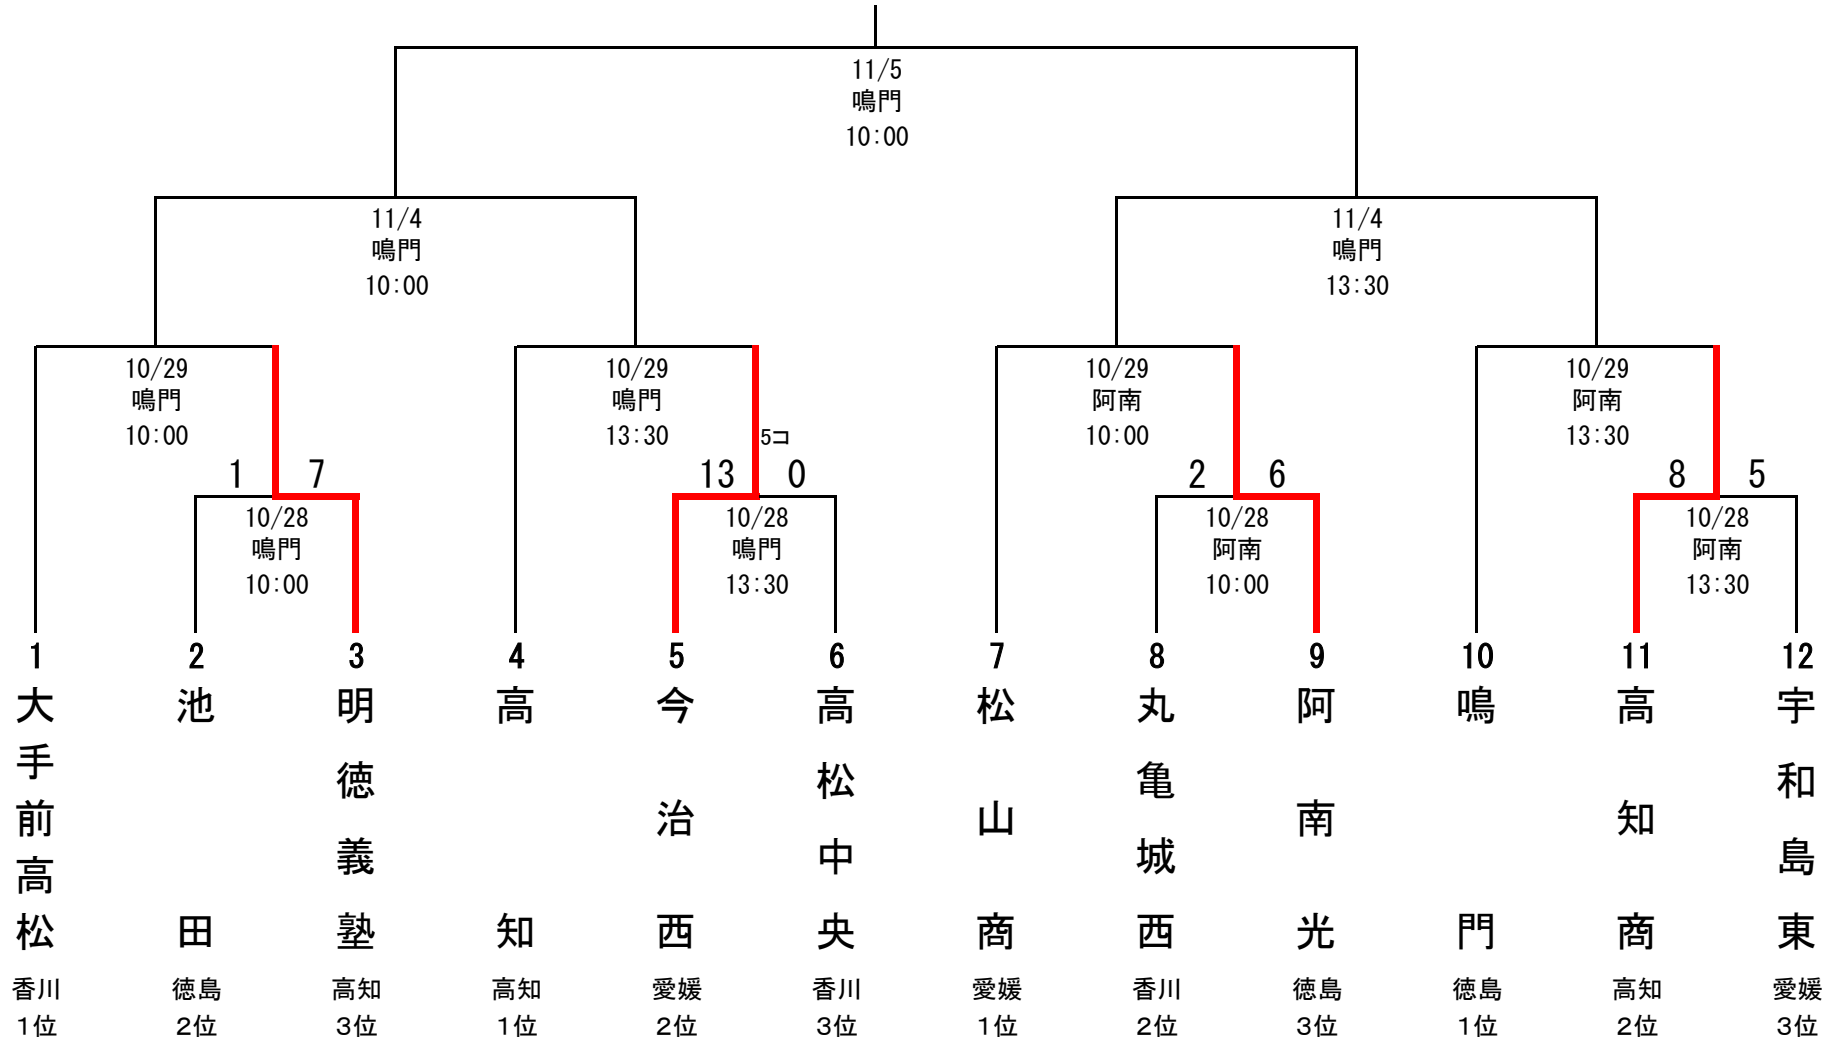 11/5
鳴門
10:00
11/4
鳴門
10:00
11/4
鳴門
13:30
10/29
鳴門
10:00
10/29
鳴門
13:30
10/29
阿南
10:00
10/29
阿南
13:30
5コ
1 7
13 0
2 6
8 5
10/28
鳴門
10:00
10/28
鳴門
13:30
10/28
阿南
10:00
10/28
阿南
13:30
1
大手前高松
香川
1位
2
池田
徳島
2位
3
明徳義塾
高知
3位
4
高知
高知
1位
5
今治西
愛媛
2位
6
高松中央
香川
3位
7
松山商
愛媛
1位
8
丸亀城西
香川
2位
9
阿南光
徳島
3位
10
鳴門
徳島
1位
11
高知商
高知
2位
12
宇和島東
愛媛
3位